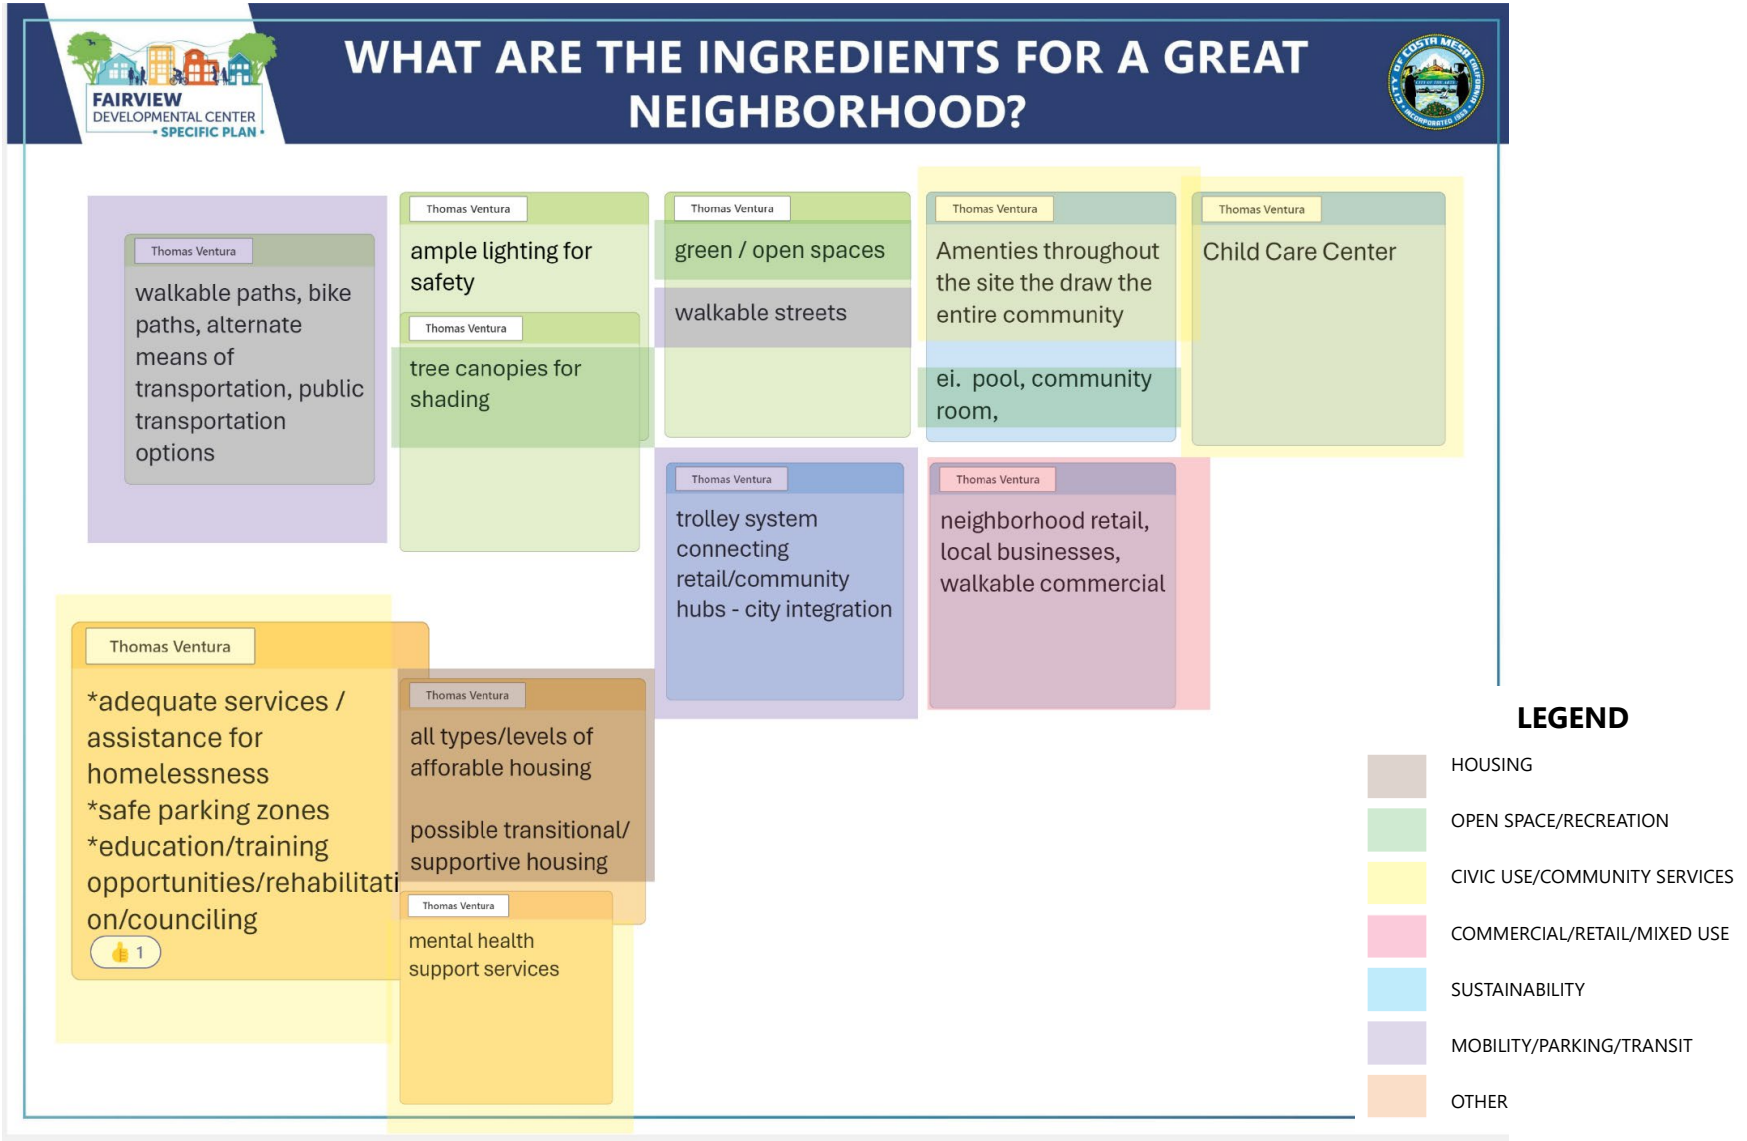 WHAT ARE THE INGREDIENTS FOR A GREAT
NEIGHBORHOOD?
FAIRVIEW
DEVELOPMENTAL CENTER
• SPECIFIC PLAN •
CITY OF COSTA MESA CALIFORNIA
INCORPORATED 1953
Thomas Ventura
walkable paths, bike
paths, alternate
means of
transportation, public
transportation
options
Thomas Ventura
ample lighting for
safety
Thomas Ventura
tree canopies for
shading
Thomas Ventura
green / open spaces
walkable streets
Thomas Ventura
Amenties throughout
the site the draw the
entire community
ei. pool, community
room,
Thomas Ventura
Child Care Center
Thomas Ventura
trolley system
connecting
retail/community
hubs - city integration
Thomas Ventura
neighborhood retail,
local businesses,
walkable commercial
Thomas Ventura
*adequate services /
assistance for
homelessness
*safe parking zones
*education/training
opportunities/rehabilitati
on/counciling
1
Thomas Ventura
all types/levels of
afforable housing
possible transitional/
supportive housing
Thomas Ventura
mental health
support services
LEGEND
HOUSING
OPEN SPACE/RECREATION
CIVIC USE/COMMUNITY SERVICES
COMMERCIAL/RETAIL/MIXED USE
SUSTAINABILITY
MOBILITY/PARKING/TRANSIT
OTHER